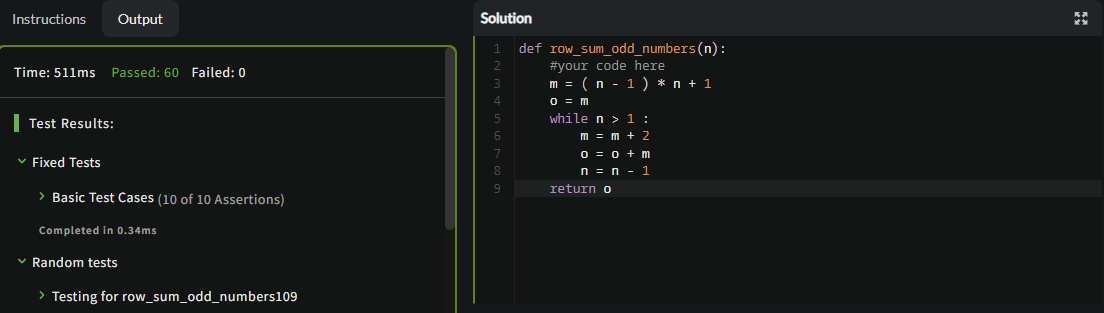 Instructions
Output
Time: 511ms Passed: 60 Failed: 0
Test Results:
Fixed Tests
Basic Test Cases (10 of 10 Assertions)
Completed in 0.34ms
Random tests
Testing for row_sum_odd_numbers109
Solution
1 def row_sum_odd_numbers(n):
2     #your code here
3     m = ( n - 1 ) * n + 1
4     o = m
5     while n > 1 :
6         m = m + 2
7         o = o + m
8         n = n - 1
9     return o